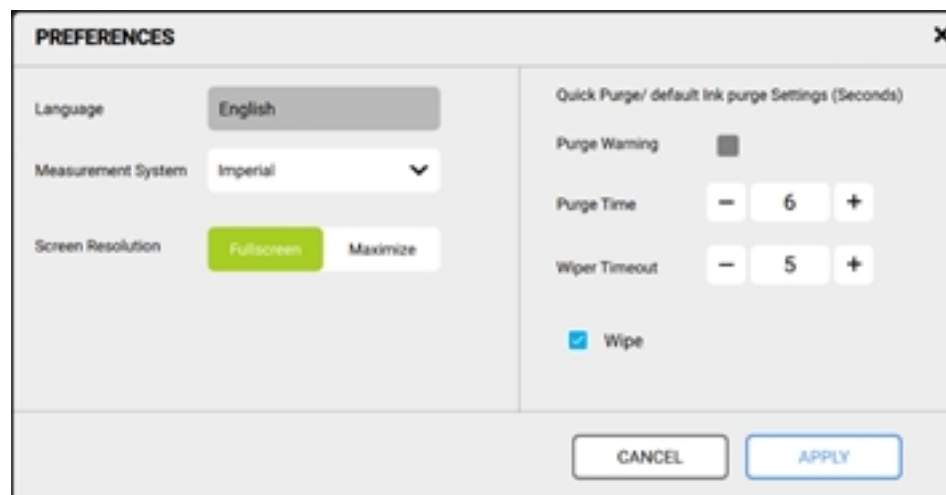 PREFERENCES
Language
English
Measurement System
Imperial
Screen Resolution
Fullscreen
Maximize
Quick Purge/ default Ink purge Settings (Seconds)
Purge Warning
Purge Time
− 6 +
Wiper Timeout
− 5 +
Wipe
CANCEL
APPLY